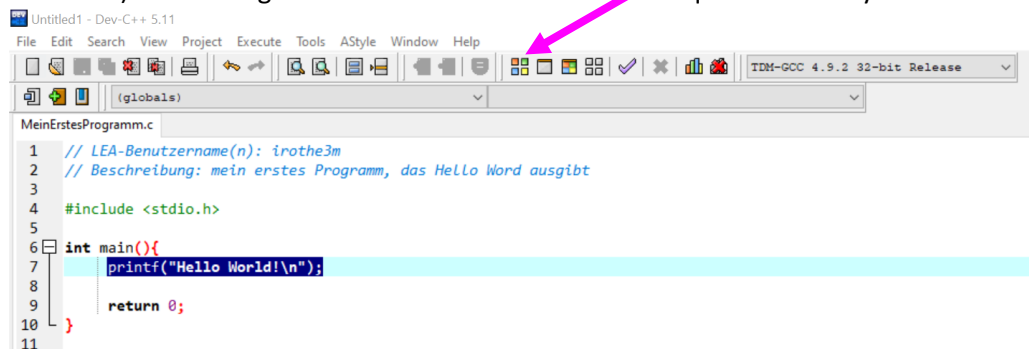 Untitled1 - Dev-C++ 5.11
File Edit Search View Project Execute Tools AStyle Window Help
TDM-GCC 4.9.2 32-bit Release
(globals)
MeinErstesProgramm.c
1 // LEA-Benutzername(n): irothe3m
2 // Beschreibung: mein erstes Programm, das Hello Word ausgibt
3
4 #include <stdio.h>
5
6 int main(){
7 printf("Hello World!\n");
8
9 return 0;
10 }
11